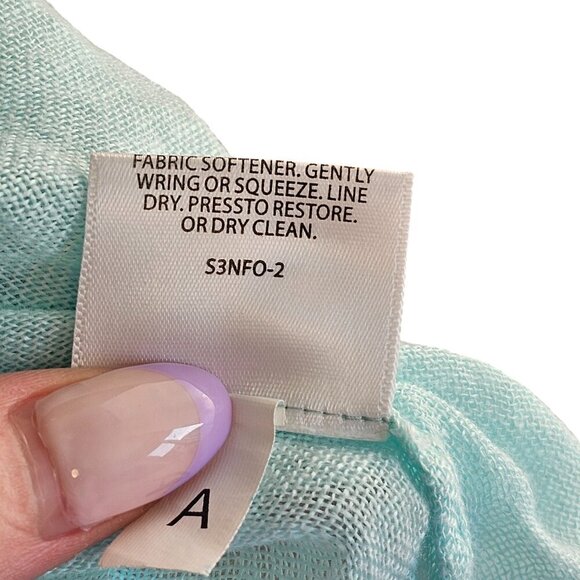 FABRIC SOFTENER. GENTLY
WRING OR SQUEEZE. LINE
DRY. PRESSTO RESTORE.
OR DRY CLEAN.
S3NFO-2
A